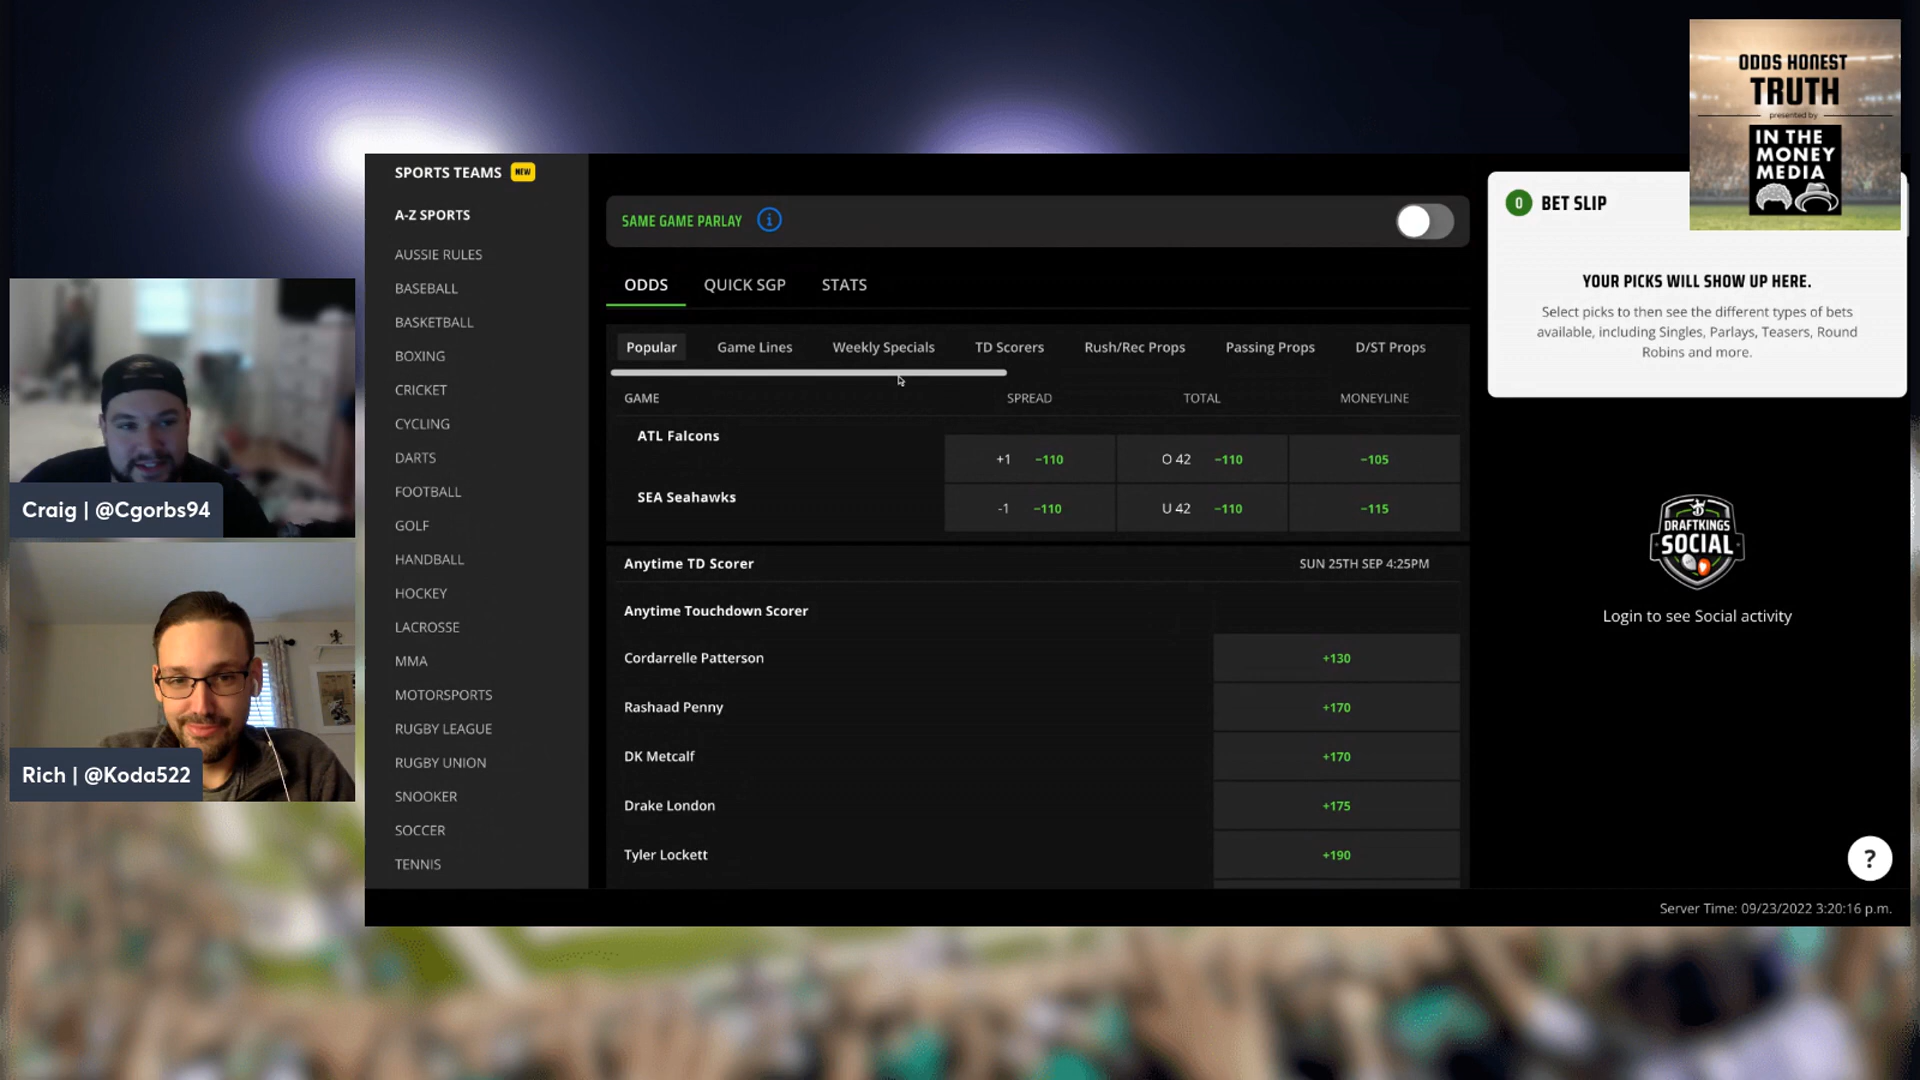 ODDS HONEST
TRUTH
presented by
IN THE
MONEY
MEDIA
Craig | @Cgorbs94
Rich | @Koda522
SPORTS TEAMS NEW
A-Z SPORTS
AUSSIE RULES
BASEBALL
BASKETBALL
BOXING
CRICKET
CYCLING
DARTS
FOOTBALL
GOLF
HANDBALL
HOCKEY
LACROSSE
MMA
MOTORSPORTS
RUGBY LEAGUE
RUGBY UNION
SNOOKER
SOCCER
TENNIS
SAME GAME PARLAY i
ODDS QUICK SGP STATS
Popular Game Lines Weekly Specials TD Scorers Rush/Rec Props Passing Props D/ST Props
GAME SPREAD TOTAL MONEYLINE
ATL Falcons
+1 −110 O 42 −110 −105
SEA Seahawks
-1 −110 U 42 −110 −115
Anytime TD Scorer SUN 25TH SEP 4:25PM
Anytime Touchdown Scorer
Cordarrelle Patterson +130
Rashaad Penny +170
DK Metcalf +170
Drake London +175
Tyler Lockett +190
0 BET SLIP
YOUR PICKS WILL SHOW UP HERE.
Select picks to then see the different types of bets
available, including Singles, Parlays, Teasers, Round
Robins and more.
DRAFTKINGS
SOCIAL
Login to see Social activity
?
Server Time: 09/23/2022 3:20:16 p.m.